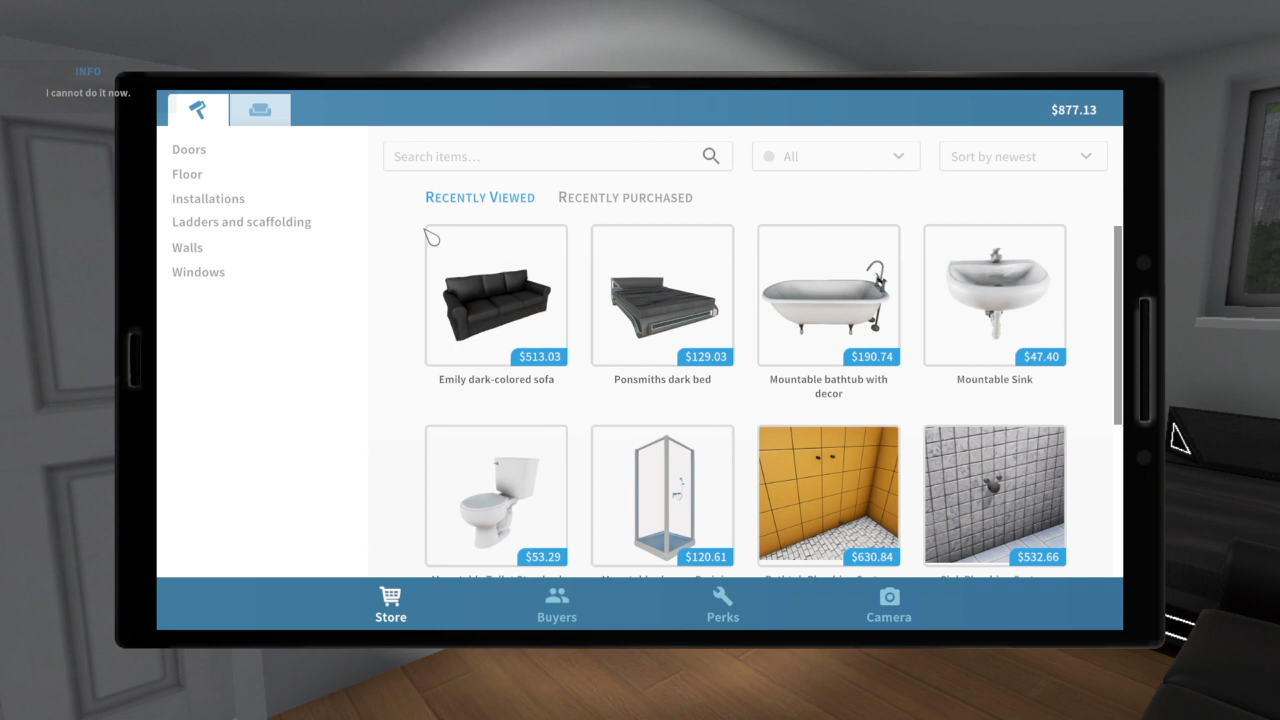 INFO
I cannot do it now.
$877.13
Doors
Floor
Installations
Ladders and scaffolding
Walls
Windows
Search items...
All
Sort by newest
RECENTLY VIEWED
RECENTLY PURCHASED
$513.03
$129.03
$190.74
$47.40
Emily dark-colored sofa
Ponsmiths dark bed
Mountable bathtub with
decor
Mountable Sink
$53.29
$120.61
$630.84
$532.66
Store
Buyers
Perks
Camera